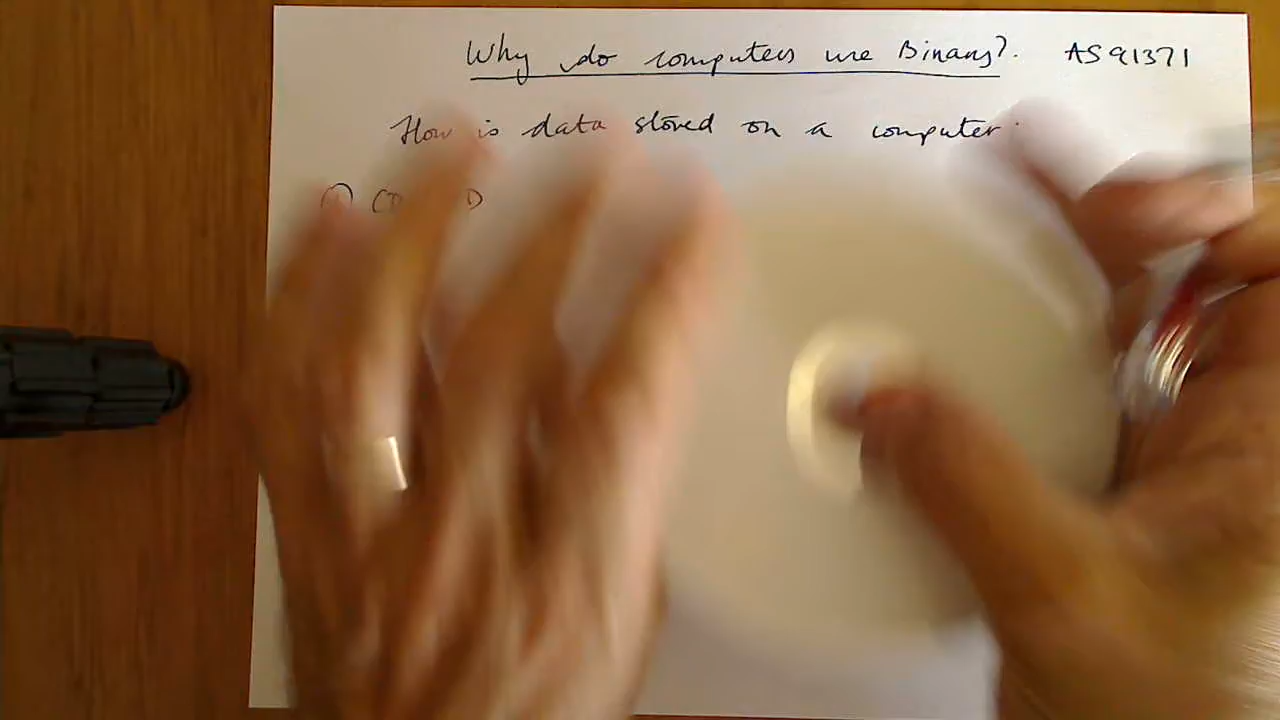 Why do computers use Binary? AS91371
How is data stored on a computer